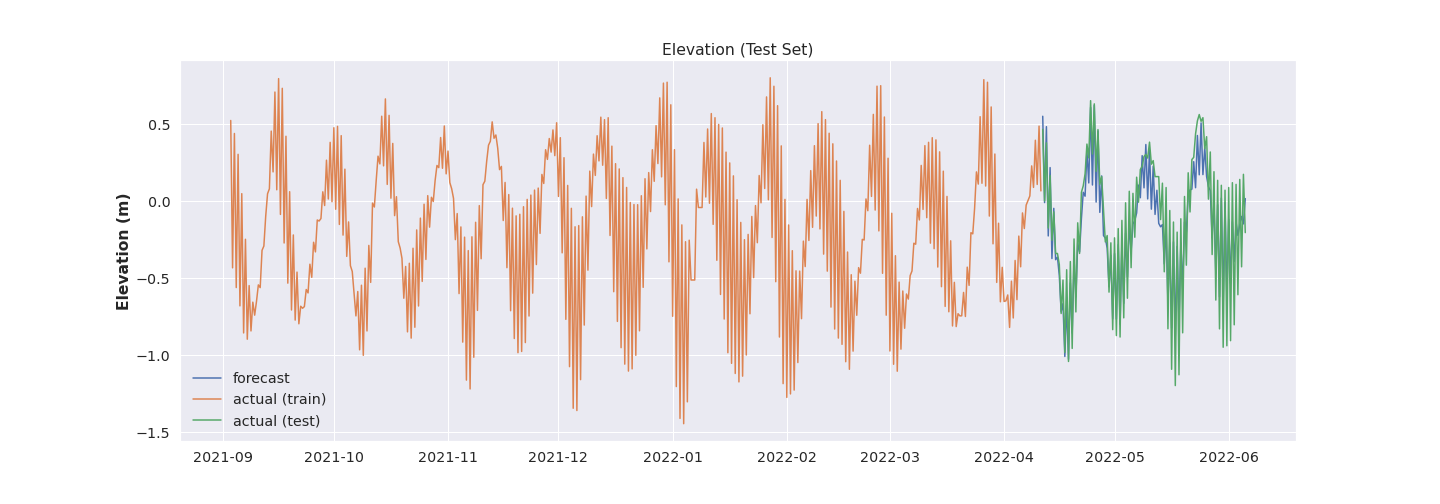 Elevation (Test Set)
Elevation (m)
0.5
0.0
−0.5
−1.0
−1.5
forecast
actual (train)
actual (test)
2021-09 2021-10 2021-11 2021-12 2022-01 2022-02 2022-03 2022-04 2022-05 2022-06